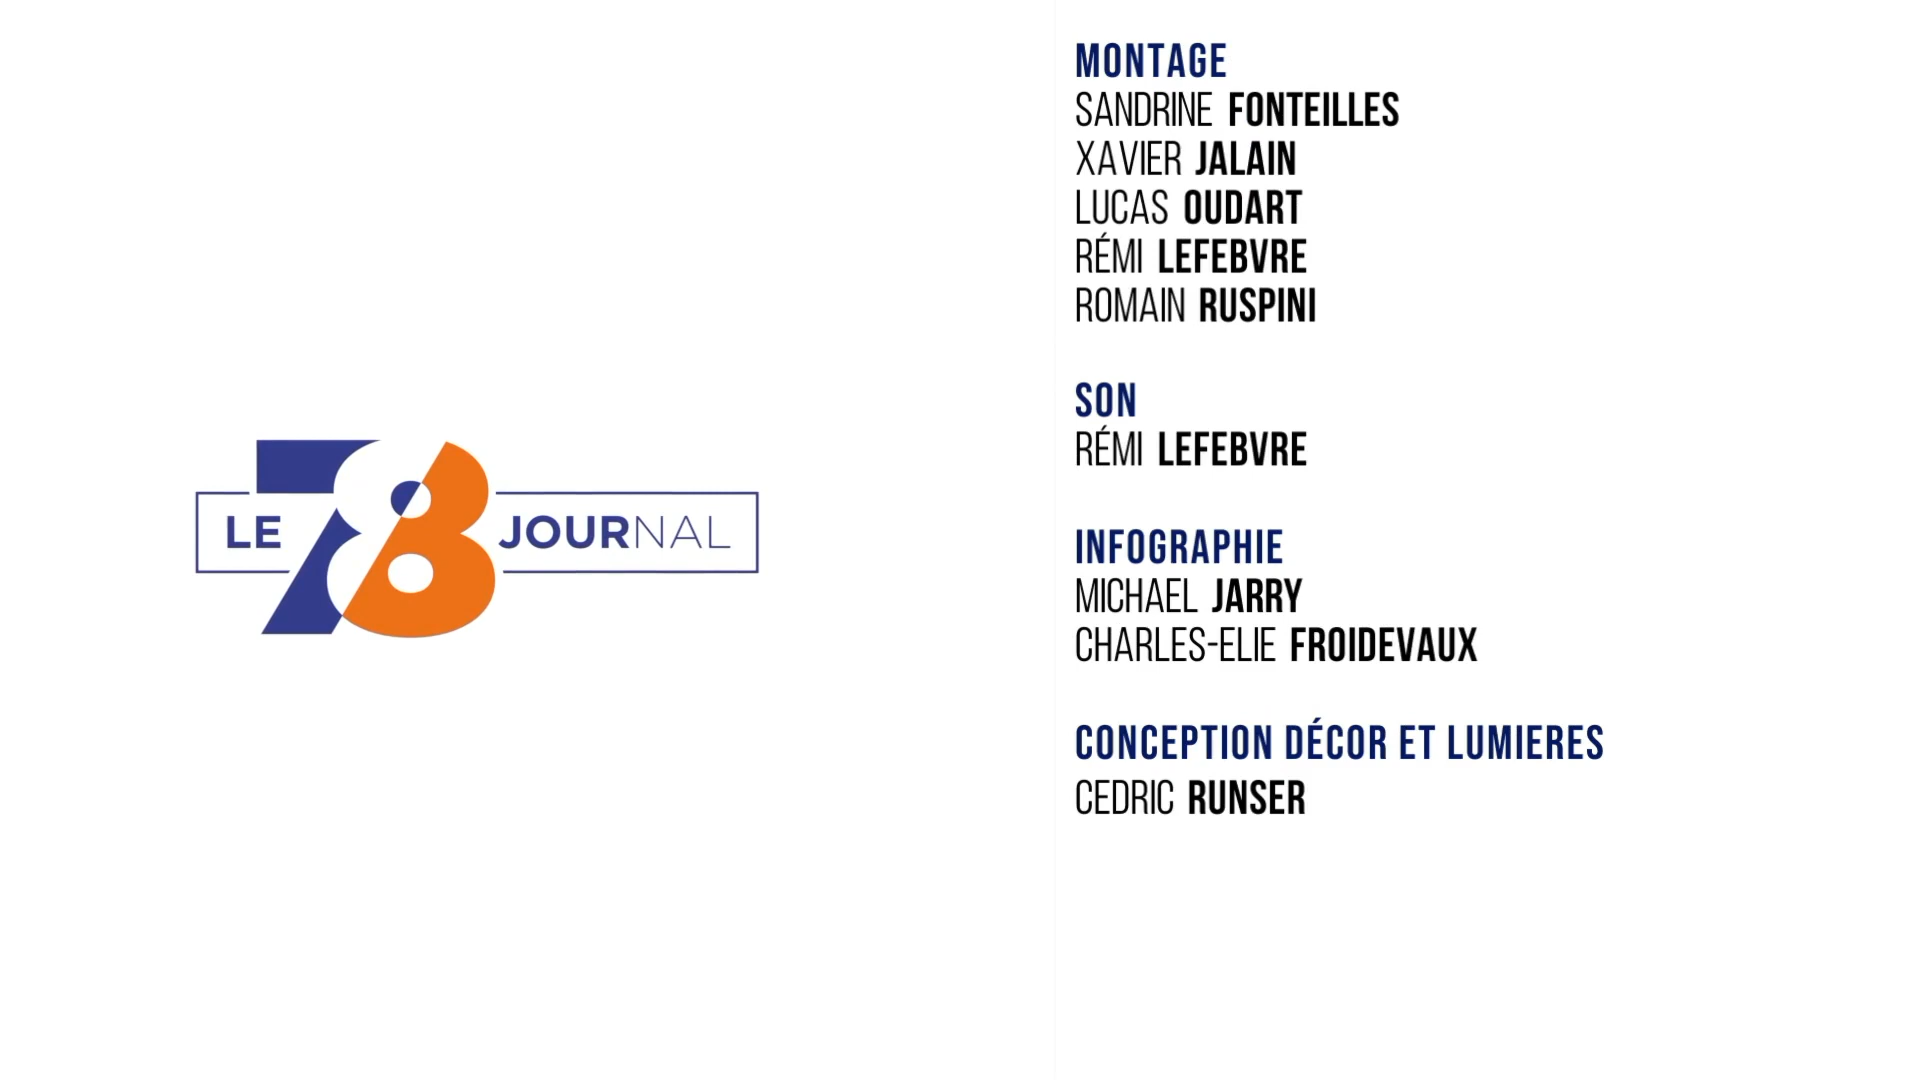 LE 78 JOURNAL
MONTAGE
SANDRINE FONTEILLES
XAVIER JALAIN
LUCAS OUDART
RÉMI LEFEBVRE
ROMAIN RUSPINI
SON
RÉMI LEFEBVRE
INFOGRAPHIE
MICHAEL JARRY
CHARLES-ELIE FROIDEVAUX
CONCEPTION DÉCOR ET LUMIERES
CEDRIC RUNSER